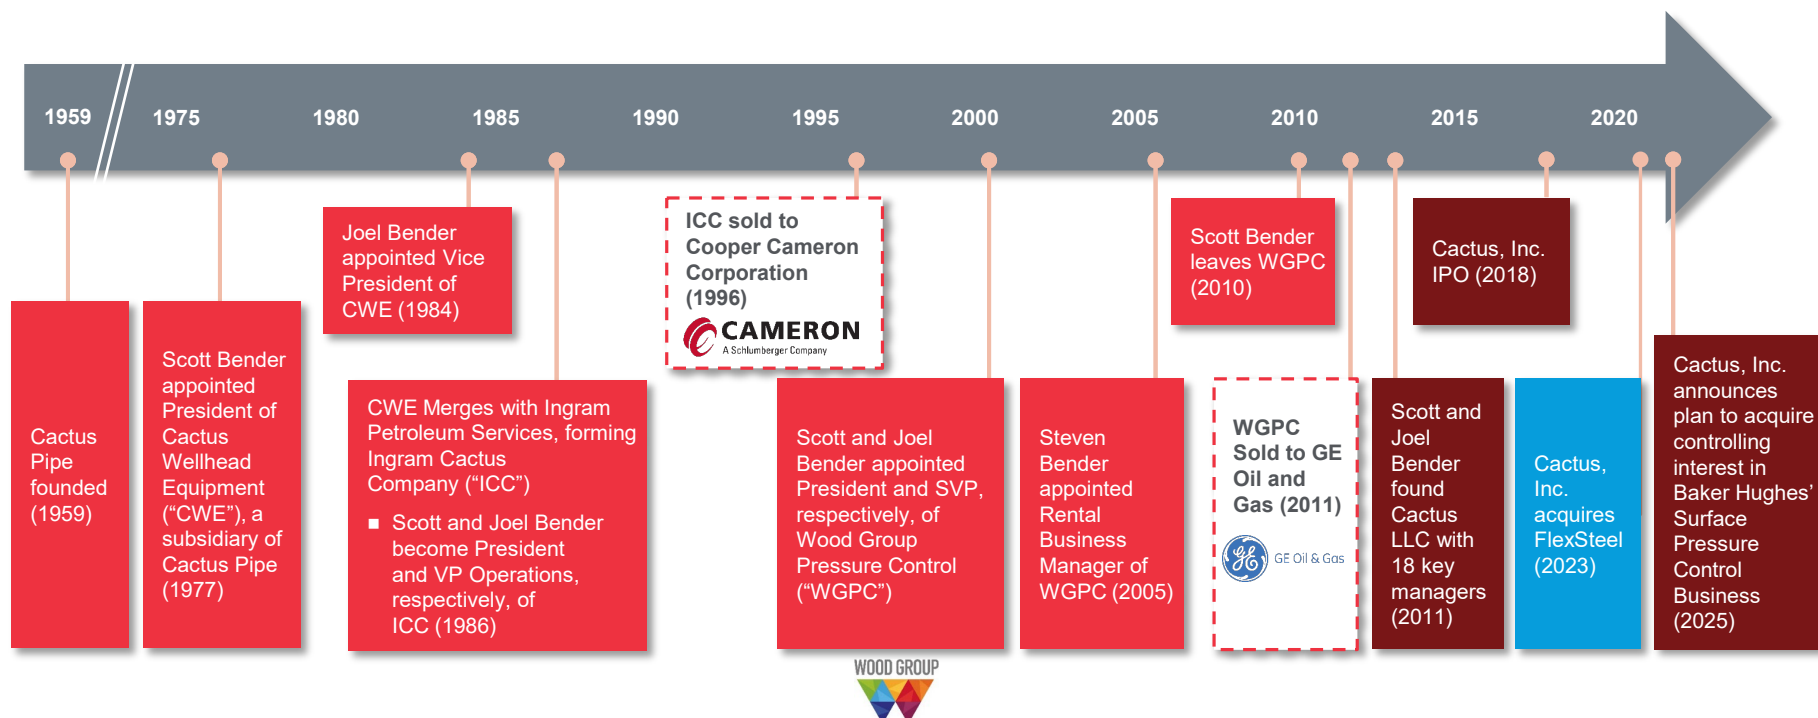 1959
1975
1980
1985
1990
1995
2000
2005
2010
2015
2020
Cactus
Pipe
founded
(1959)
Scott Bender
appointed
President of
Cactus
Wellhead
Equipment
(“CWE”), a
subsidiary of
Cactus Pipe
(1977)
Joel Bender
appointed Vice
President of
CWE (1984)
CWE Merges with Ingram
Petroleum Services, forming
Ingram Cactus
Company (“ICC”)
■ Scott and Joel Bender
become President
and VP Operations,
respectively, of
ICC (1986)
ICC sold to
Cooper Cameron
Corporation
(1996)
CAMERON
A Schlumberger Company
Scott and Joel
Bender appointed
President and SVP,
respectively, of
Wood Group
Pressure Control
(“WGPC”)
WOOD GROUP
Steven
Bender
appointed
Rental
Business
Manager of
WGPC (2005)
Scott Bender
leaves WGPC
(2010)
WGPC
Sold to GE
Oil and
Gas (2011)
GE
GE Oil & Gas
Scott and
Joel
Bender
found
Cactus
LLC with
18 key
managers
(2011)
Cactus, Inc.
IPO (2018)
Cactus,
Inc.
acquires
FlexSteel
(2023)
Cactus, Inc.
announces
plan to acquire
controlling
interest in
Baker Hughes’
Surface
Pressure
Control
Business
(2025)